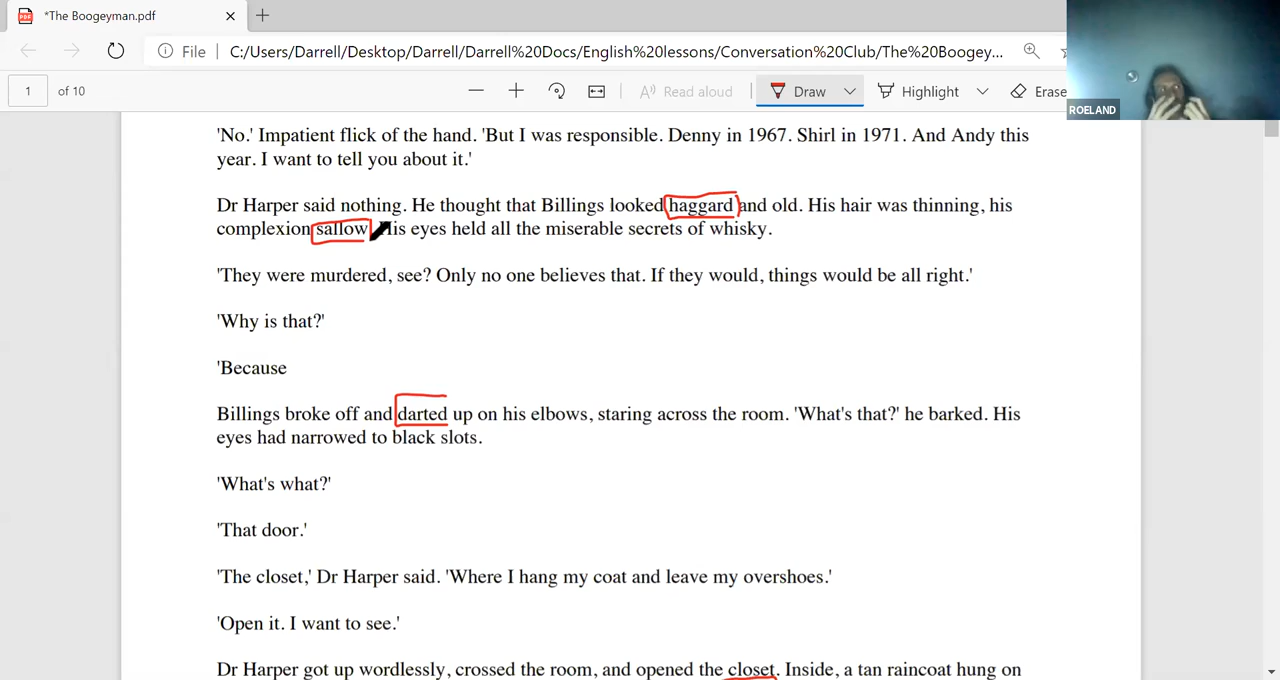 *The Boogeyman.pdf
File C:/Users/Darrell/Desktop/Darrell/Darrell%20Docs/English%20lessons/Conversation%20Club/The%20Boogey...
1 of 10 Read aloud Draw Highlight Erase
ROELAND
'No.' Impatient flick of the hand. 'But I was responsible. Denny in 1967. Shirl in 1971. And Andy this
year. I want to tell you about it.'
Dr Harper said nothing. He thought that Billings looked haggard and old. His hair was thinning, his
complexion sallow. His eyes held all the miserable secrets of whisky.
'They were murdered, see? Only no one believes that. If they would, things would be all right.'
'Why is that?'
'Because
Billings broke off and darted up on his elbows, staring across the room. 'What's that?' he barked. His
eyes had narrowed to black slots.
'What's what?'
'That door.'
'The closet,' Dr Harper said. 'Where I hang my coat and leave my overshoes.'
'Open it. I want to see.'
Dr Harper got up wordlessly, crossed the room, and opened the closet. Inside, a tan raincoat hung on